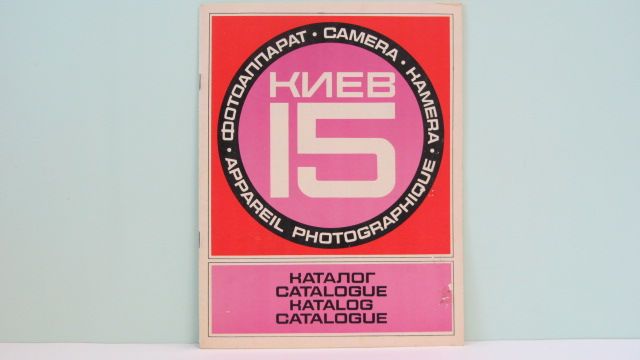 ФОТОАППАРАТ · CAMERA · KAMERA · APPAREIL PHOTOGRAPHIQUE ·
КИЕВ
15
КАТАЛОГ
CATALOGUE
KATALOG
CATALOGUE